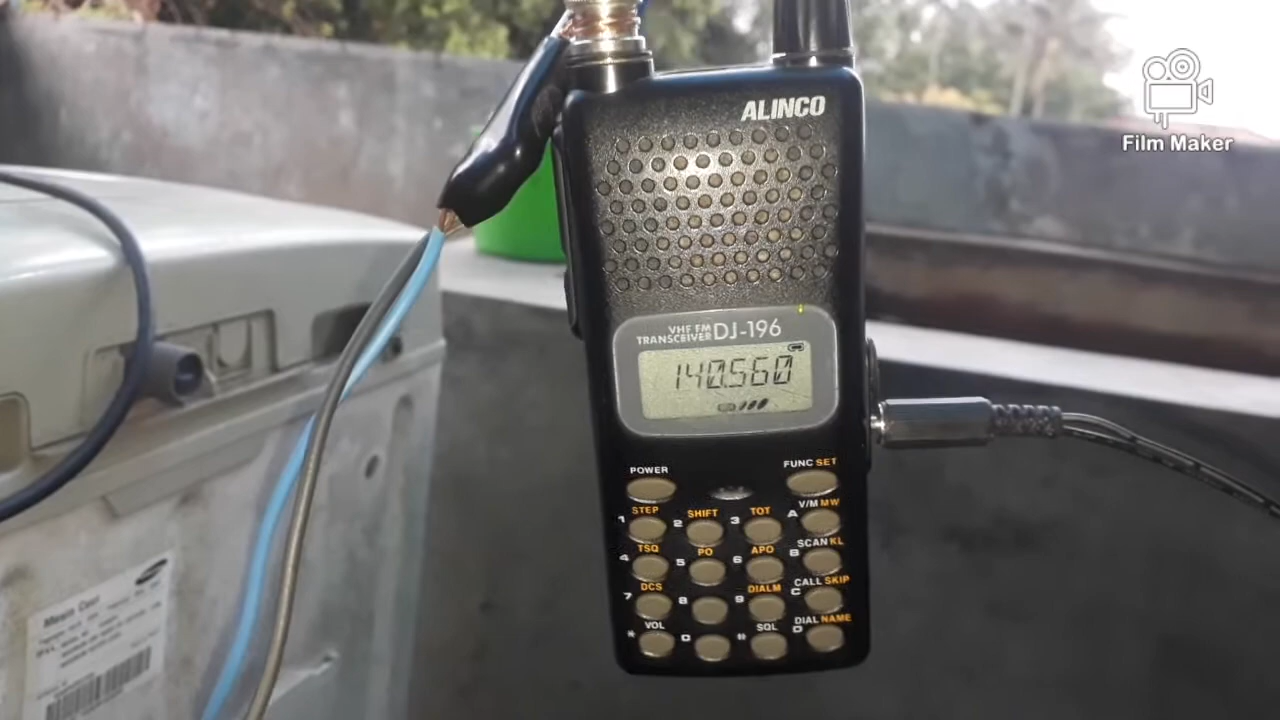 Film Maker
ALINCO
VHF FM
TRANSCEIVER DJ-196
140.560
POWER
FUNC SET
STEP
SHIFT
TOT
V/M MW
1
2
3
A
TSQ
PO
APO
SCAN KL
4
5
6
B
DCS
DIALM
CALL SKIP
7
8
9
C
VOL
SQL
DIAL NAME
*
0
#
D